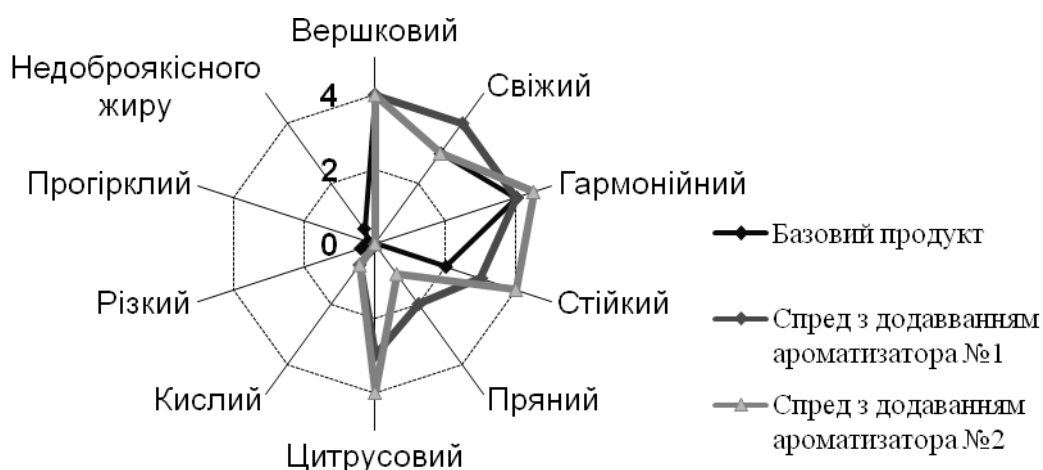 Вершковий
Недоброякісного
жиру
Свіжий
4
Прогірклий
2
Гармонійний
0
Різкий
Стійкий
Кислий
Пряний
Цитрусовий
Базовий продукт
Спред з додавванням
ароматизатора №1
Спред з додаванням
ароматизатора №2